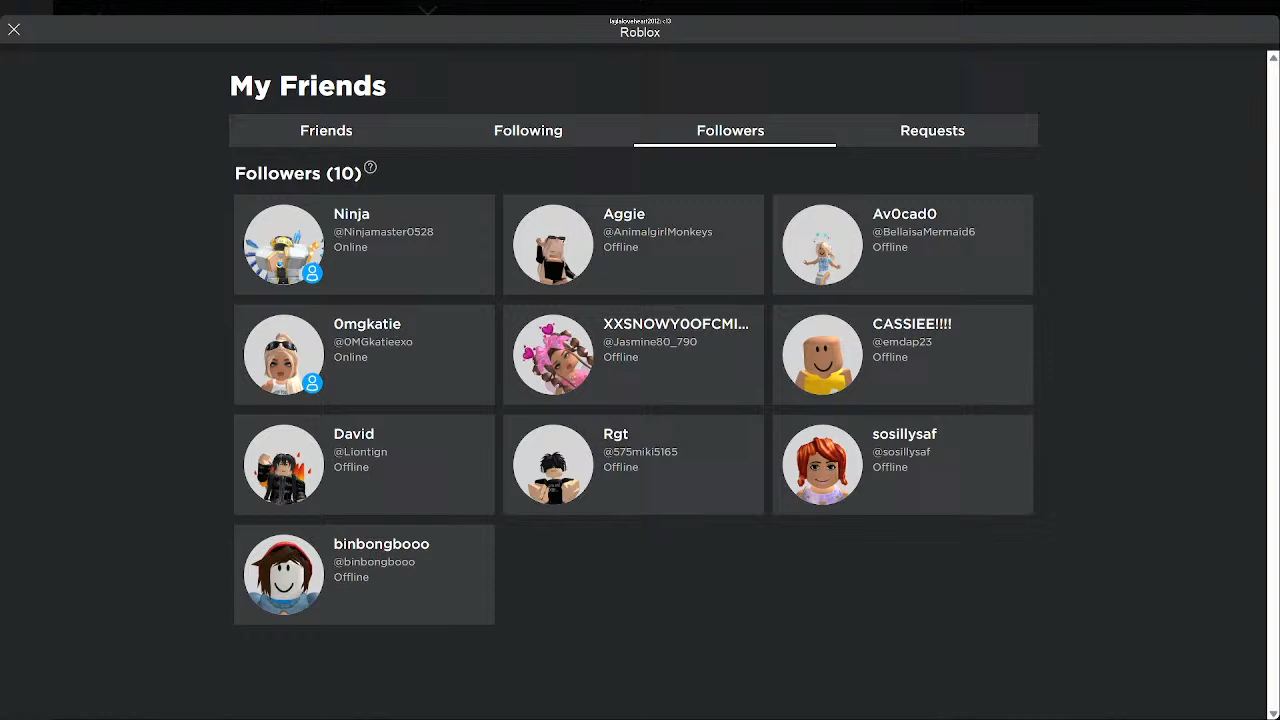 Roblox
My Friends
Friends
Following
Followers
Requests
Followers (10)
Ninja
@Ninjamaster0528
Online
Aggie
@AnimalgirlMonkeys
Offline
Av0cad0
@BellaisaMermaid6
Offline
0mgkatie
@OMGkatieexo
Online
XXSNOWY0OFCMI...
@Jasmine80_790
Offline
CASSIEE!!!!
@emdap23
Offline
David
@Liontign
Offline
Rgt
@575miki5165
Offline
sosillysaf
@sosillysaf
Offline
binbongbooo
@binbongbooo
Offline